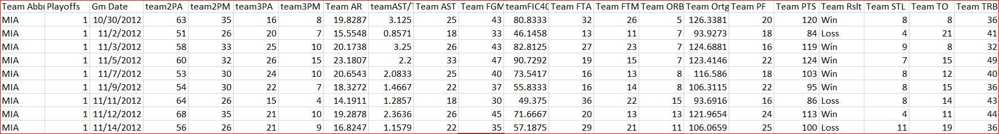 Team Abbr Playoffs Gm Date team2PA team2PM team3PA team3PM Team AR teamAST/T Team AST Team FGM teamFIC40 Team FTA Team FTM Team ORB Team Ortg Team PF Team PTS Team Rslt Team STL Team TO Team TRB
MIA 1 10/30/2012 63 35 16 8 19.8287 3.125 25 43 80.8333 32 26 5 126.3381 20 120 Win 8 8 36
MIA 1 11/2/2012 51 26 20 7 15.5548 0.8571 18 33 46.1458 13 11 7 93.9273 18 84 Loss 4 21 41
MIA 1 11/3/2012 58 33 25 10 20.1738 3.25 26 43 82.8125 27 23 7 124.6881 16 119 Win 9 8 32
MIA 1 11/5/2012 60 32 26 15 23.1807 2.2 33 47 90.7292 19 15 7 123.4146 22 124 Win 7 15 49
MIA 1 11/7/2012 53 30 24 10 20.6543 2.0833 25 40 73.5417 16 13 8 116.586 18 103 Win 8 12 40
MIA 1 11/9/2012 54 30 22 7 18.3272 1.4667 22 37 55.8333 16 14 8 106.3115 22 95 Win 8 15 36
MIA 1 11/11/2012 64 26 15 4 14.1911 1.2857 18 30 49.375 36 22 15 93.6916 16 86 Loss 8 14 43
MIA 1 11/12/2012 68 35 21 10 19.2878 2.3636 26 45 71.6667 20 13 13 121.9654 24 113 Win 4 11 44
MIA 1 11/14/2012 56 26 21 9 16.8247 1.1579 22 35 57.1875 29 21 11 106.0659 25 100 Loss 11 19 36